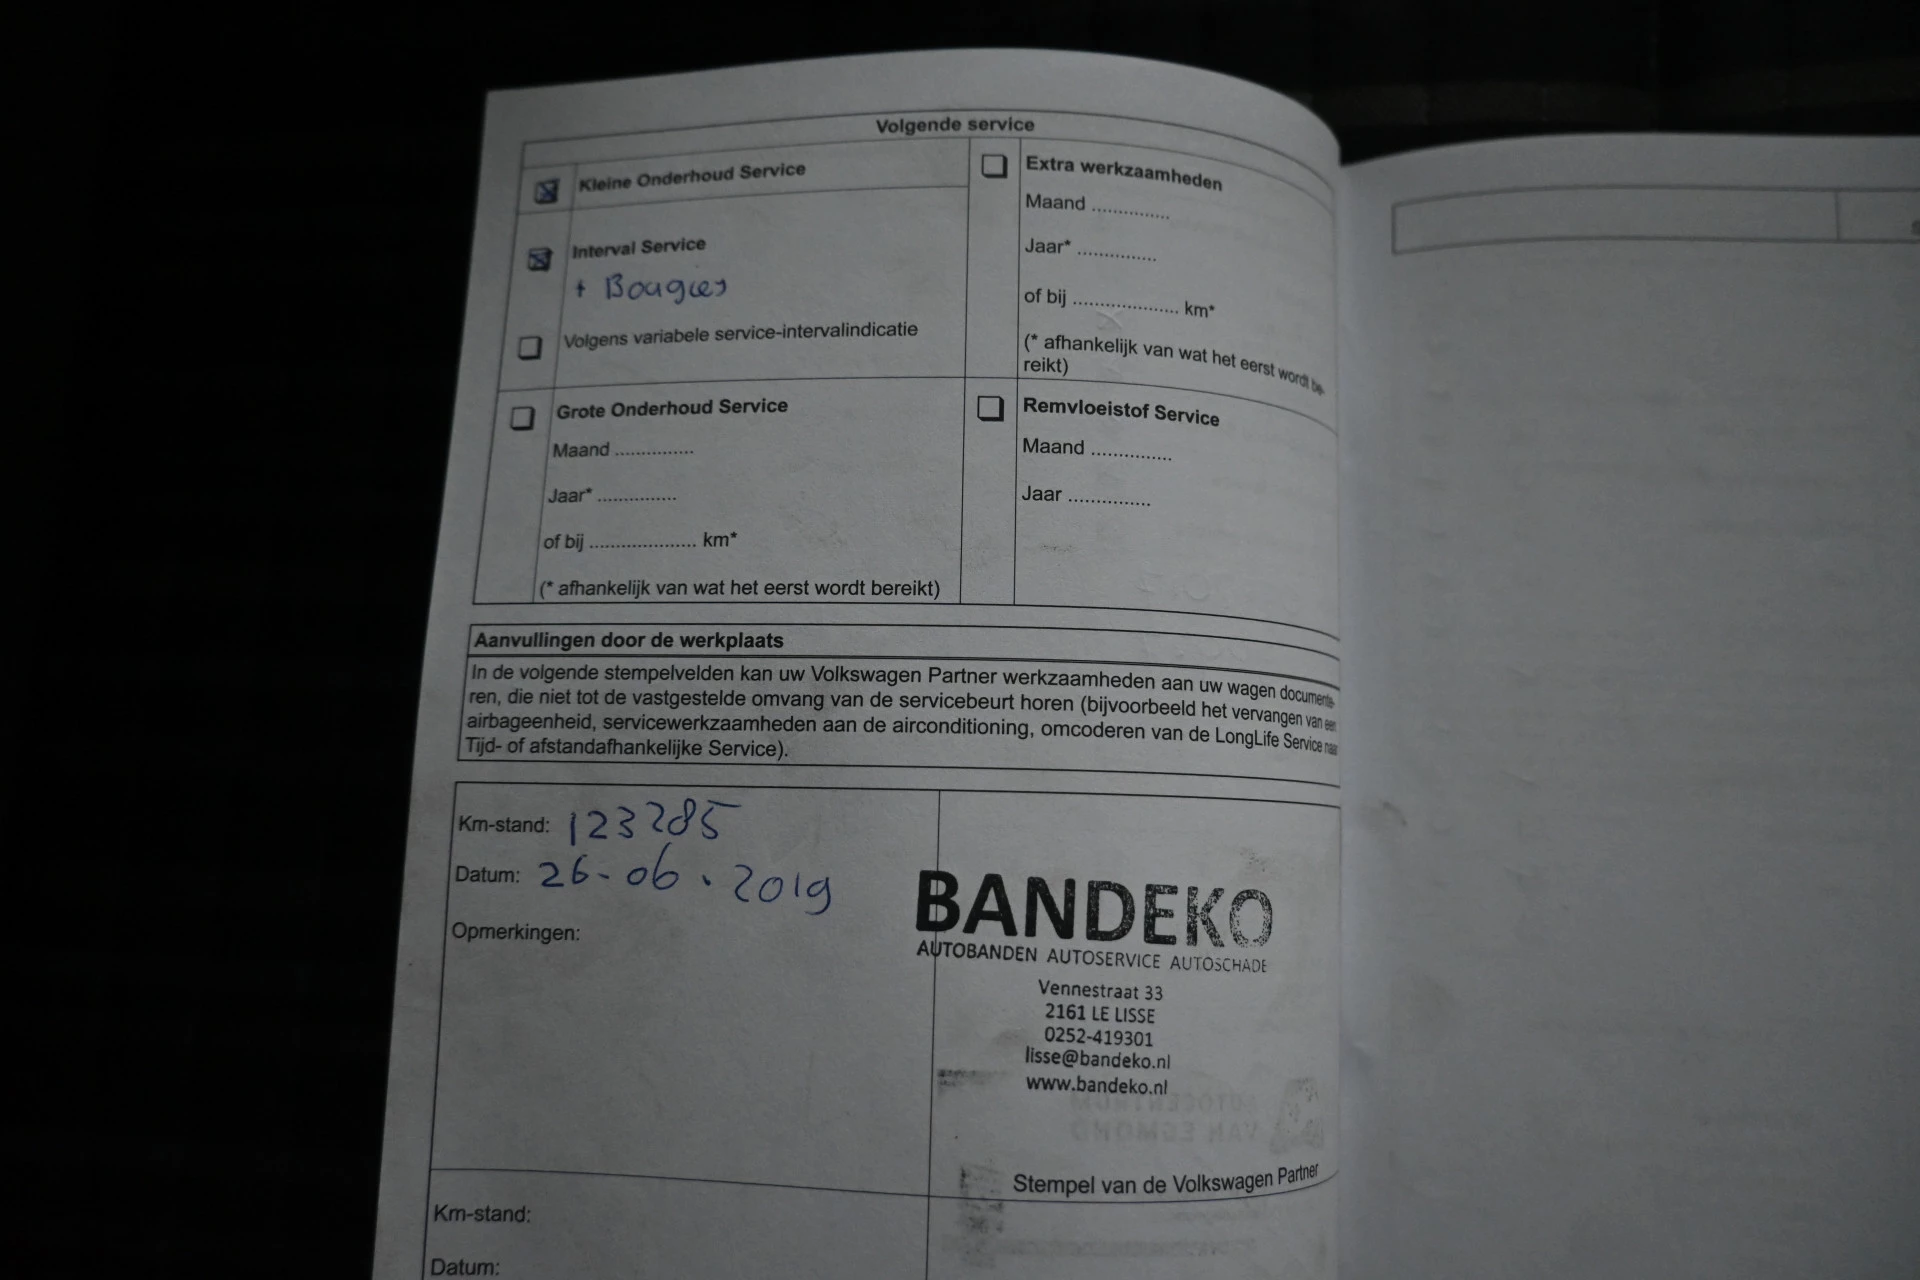 Volgende service
Kleine Onderhoud Service
Interval Service
+ Bougies
Volgens variabele service-intervalindicatie
Extra werkzaamheden
Maand ..............
Jaar* ..............
of bij ................... km*
(* afhankelijk van wat het eerst wordt be-
reikt)
Grote Onderhoud Service
Maand ..............
Jaar* ..............
of bij ................... km*
(* afhankelijk van wat het eerst wordt bereikt)
Remvloeistof Service
Maand ..............
Jaar ..............
Aanvullingen door de werkplaats
In de volgende stempelvelden kan uw Volkswagen Partner werkzaamheden aan uw wagen documente-
ren, die niet tot de vastgestelde omvang van de servicebeurt horen (bijvoorbeeld het vervangen van een
airbageenheid, servicewerkzaamheden aan de airconditioning, omcoderen van de LongLife Service naar
Tijd- of afstandafhankelijke Service).
Km-stand: 123285
Datum: 26-06.2019
Opmerkingen:
BANDEKO
AUTOBANDEN AUTOSERVICE AUTOSCHADE
Vennestraat 33
2161 LE LISSE
0252-419301
lisse@bandeko.nl
www.bandeko.nl
Stempel van de Volkswagen Partner
Km-stand:
Datum: